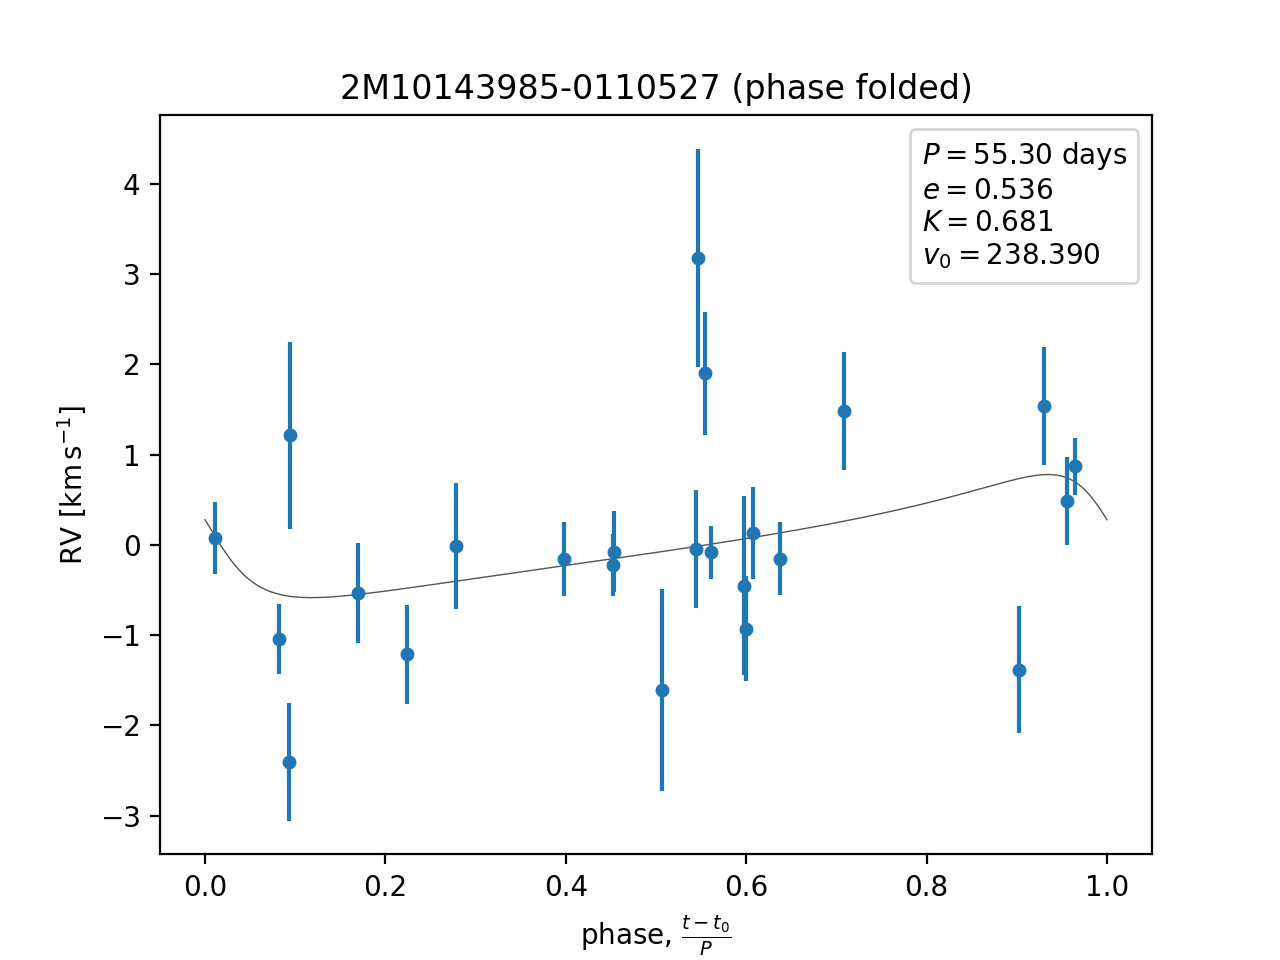 2M10143985-0110527 (phase folded)
P = 55.30 days
e = 0.536
K = 0.681
v₀ = 238.390
RV [km s⁻¹]
4
3
2
1
0
−1
−2
−3
0.0 0.2 0.4 0.6 0.8 1.0
phase, (t − t₀)/P